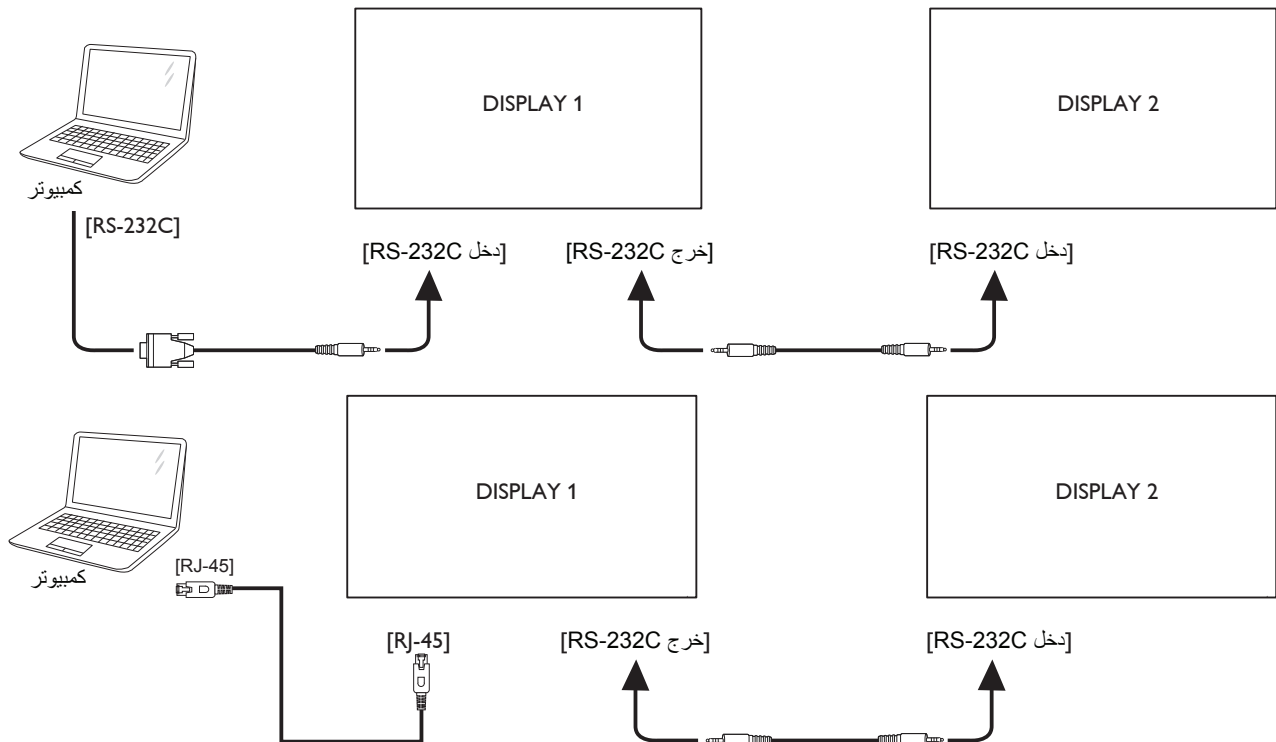 DISPLAY 1
DISPLAY 2
كمبيوتر
[RS-232C]
[دخل RS-232C]
[خرج RS-232C]
[دخل RS-232C]
DISPLAY 1
DISPLAY 2
كمبيوتر
[RJ-45]
[RJ-45]
[خرج RS-232C]
[دخل RS-232C]